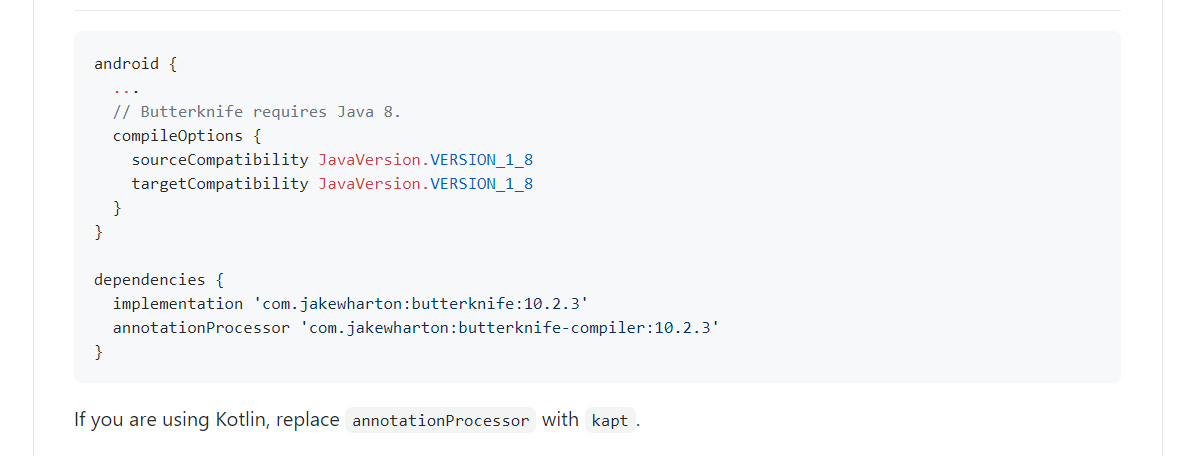 android {
  ...
  // Butterknife requires Java 8.
  compileOptions {
    sourceCompatibility JavaVersion.VERSION_1_8
    targetCompatibility JavaVersion.VERSION_1_8
  }
}

dependencies {
  implementation 'com.jakewharton:butterknife:10.2.3'
  annotationProcessor 'com.jakewharton:butterknife-compiler:10.2.3'
}
If you are using Kotlin, replace annotationProcessor with kapt.